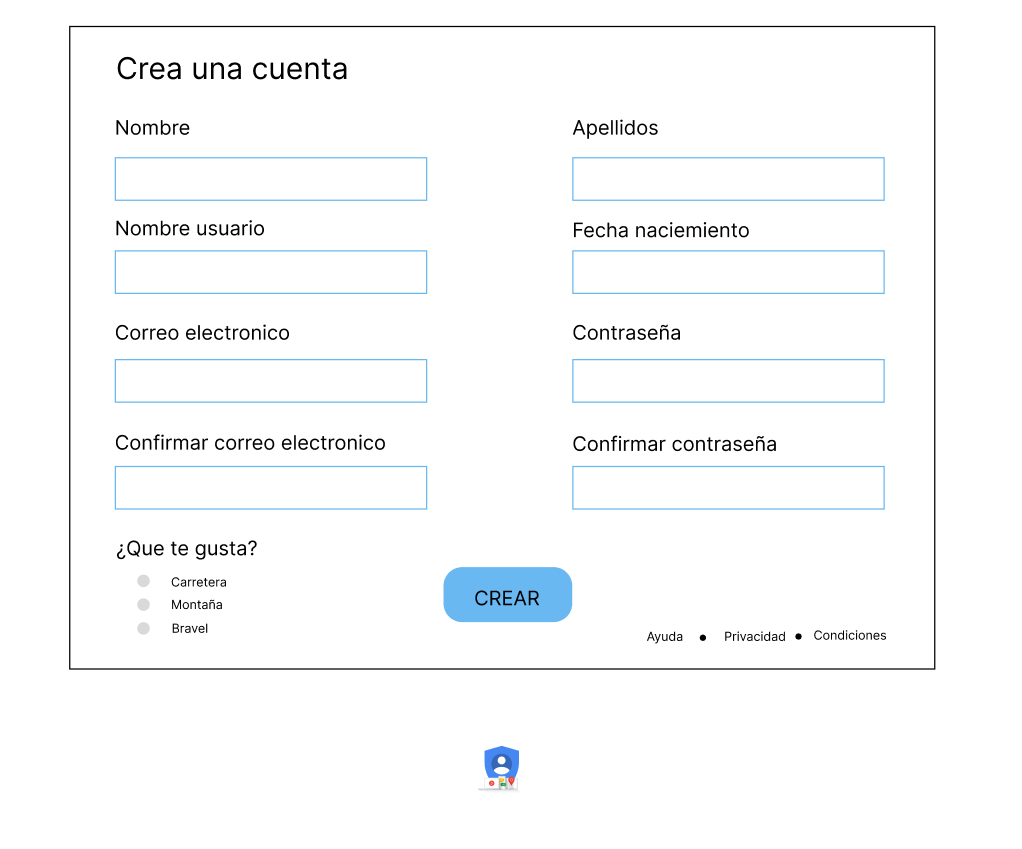 Crea una cuenta
Nombre
Apellidos
Nombre usuario
Fecha naciemiento
Correo electronico
Contraseña
Confirmar correo electronico
Confirmar contraseña
¿Que te gusta?
Carretera
Montaña
Bravel
CREAR
Ayuda ● Privacidad ● Condiciones